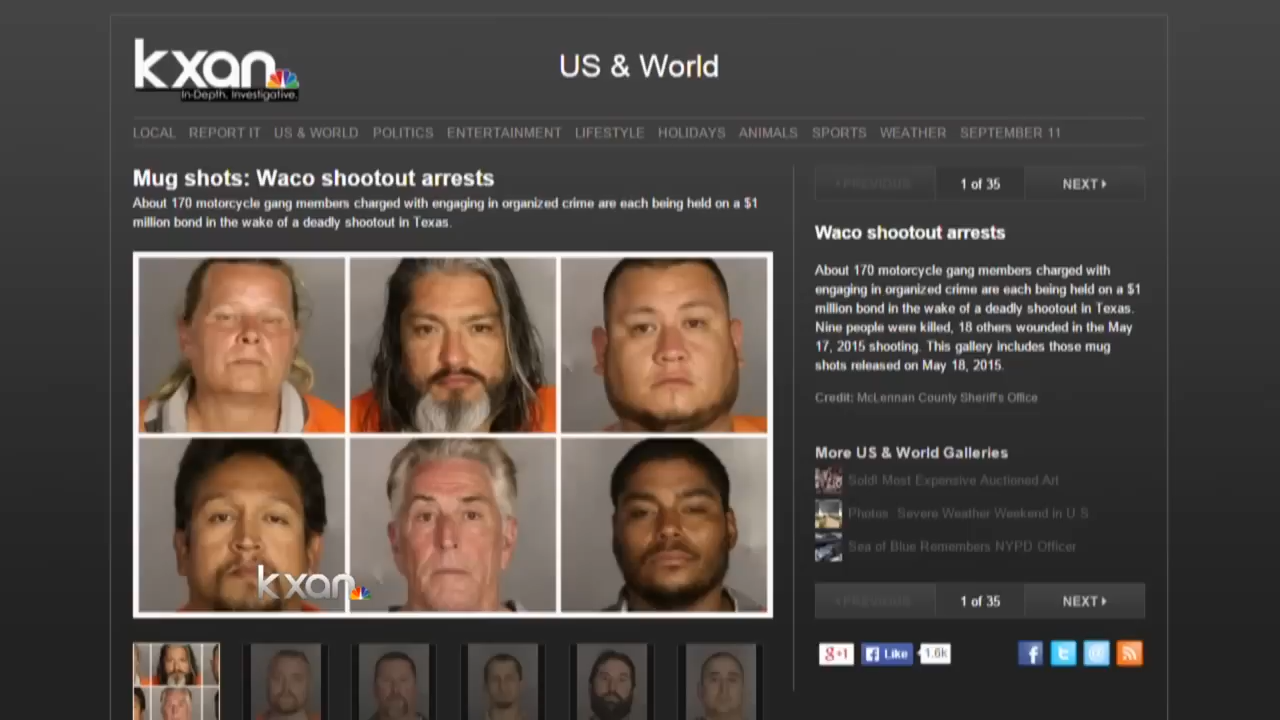 kxan
In-Depth. Investigative.
US & World
LOCAL REPORT IT US & WORLD POLITICS ENTERTAINMENT LIFESTYLE HOLIDAYS ANIMALS SPORTS WEATHER SEPTEMBER 11
Mug shots: Waco shootout arrests
About 170 motorcycle gang members charged with engaging in organized crime are each being held on a $1
million bond in the wake of a deadly shootout in Texas.
PREVIOUS 1 of 35 NEXT
Waco shootout arrests
About 170 motorcycle gang members charged with
engaging in organized crime are each being held on a $1
million bond in the wake of a deadly shootout in Texas.
Nine people were killed, 18 others wounded in the May
17, 2015 shooting. This gallery includes those mug
shots released on May 18, 2015.
Credit: McLennan County Sheriff's Office
More US & World Galleries
Sold! Most Expensive Auctioned Art
Photos: Severe Weather Weekend in U.S.
Sea of Blue Remembers NYPD Officer
kxan
PREVIOUS 1 of 35 NEXT
g+1 f Like 1.6k f t @